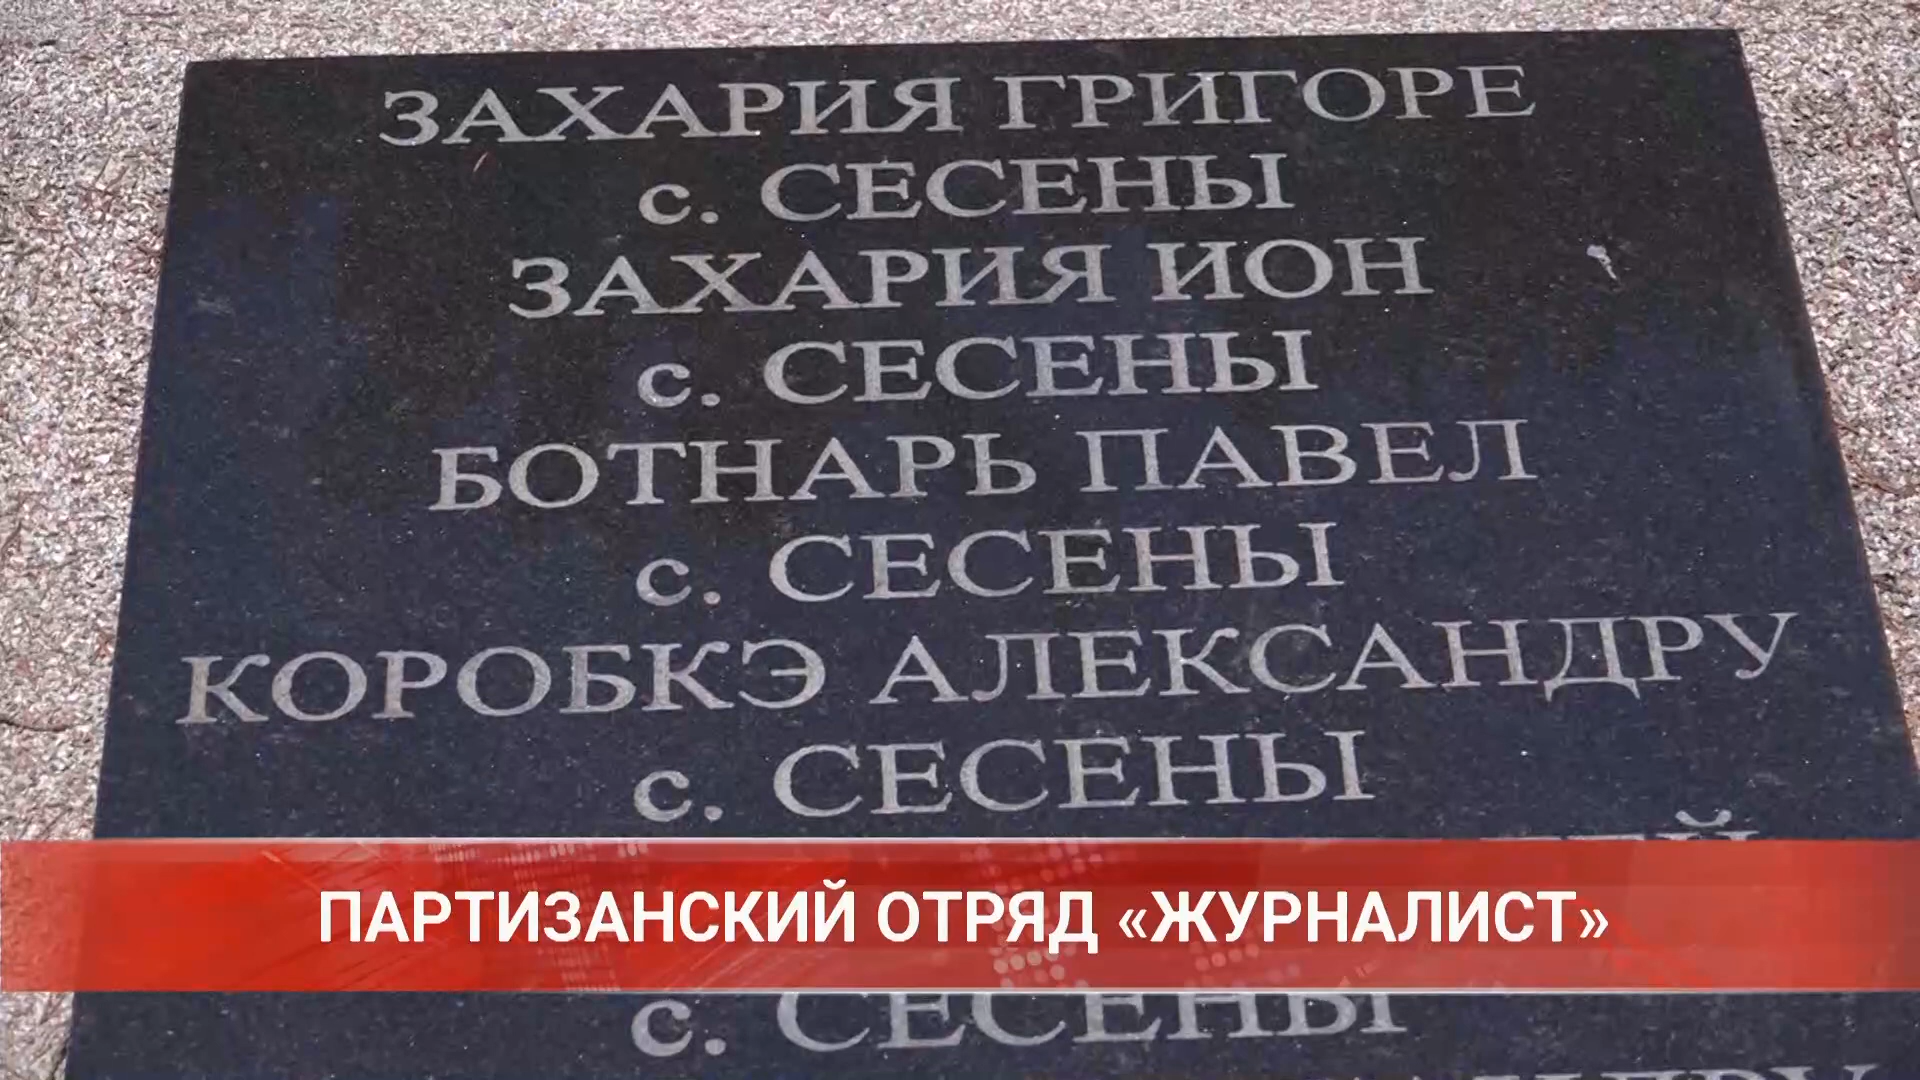 ЗАХАРИЯ ГРИГОРЕ
с. СЕСЕНЫ
ЗАХАРИЯ ИОН
с. СЕСЕНЫ
БОТНАРЬ ПАВЕЛ
с. СЕСЕНЫ
КОРОБКЭ АЛЕКСАНДРУ
с. СЕСЕНЫ
ПАРТИЗАНСКИЙ ОТРЯД «ЖУРНАЛИСТ»
с. СЕСЕНЫ